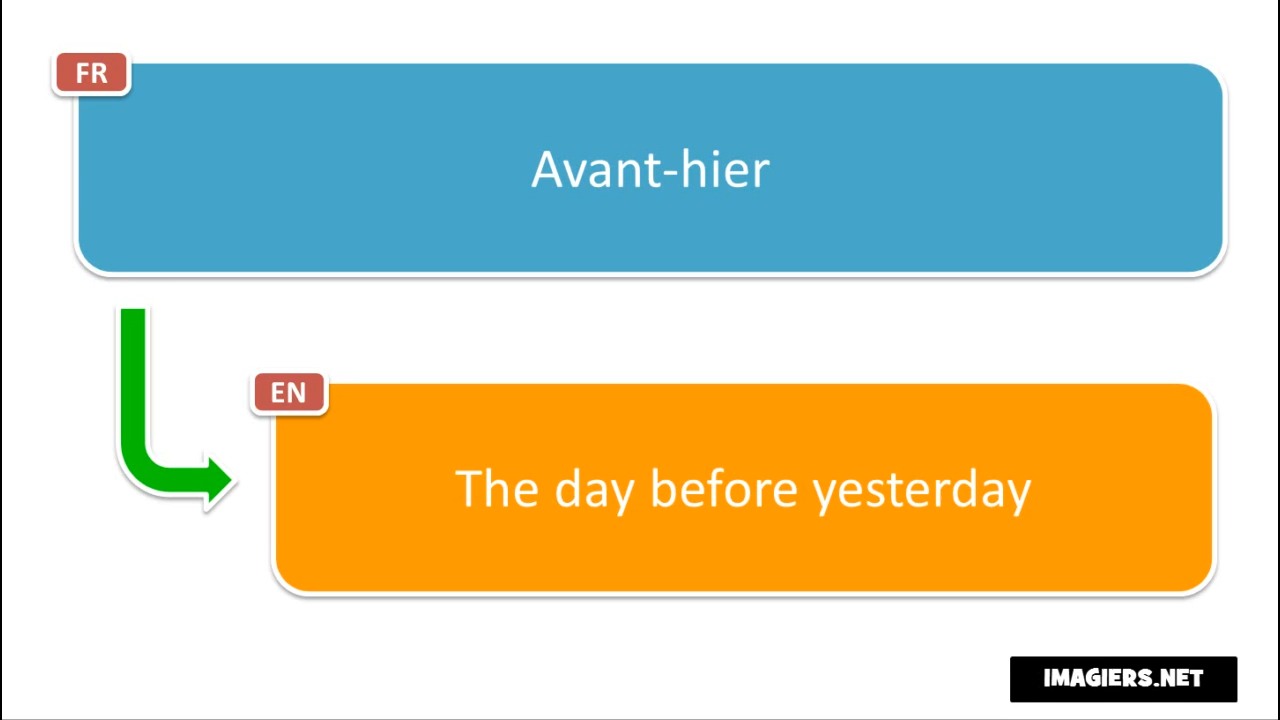 FR
Avant-hier
EN
The day before yesterday
IMAGIERS.NET